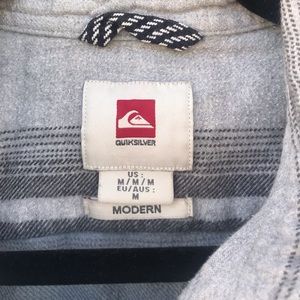 QUIKSILVER
US :
M/M/M
EU/AUS :
M
MODERN